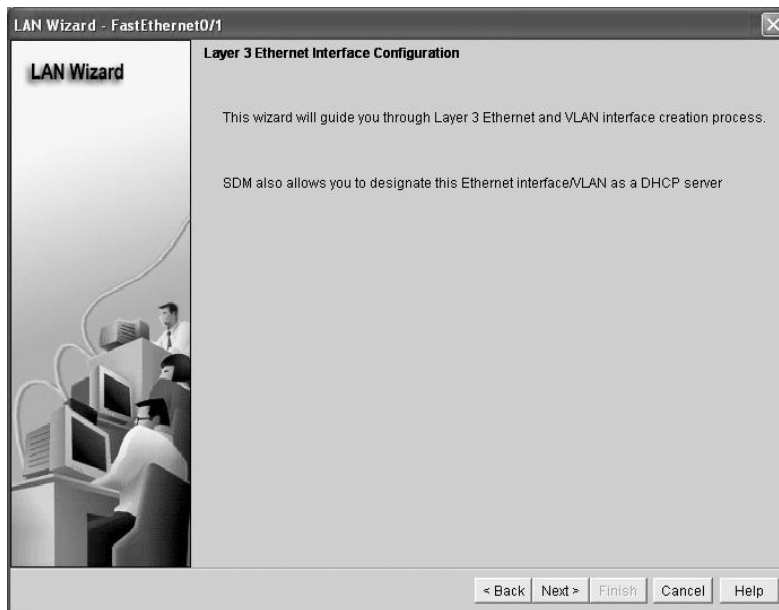 LAN Wizard - FastEthernet0/1
LAN Wizard
Layer 3 Ethernet Interface Configuration
This wizard will guide you through Layer 3 Ethernet and VLAN interface creation process.
SDM also allows you to designate this Ethernet interface/VLAN as a DHCP server
< Back
Next >
Finish
Cancel
Help